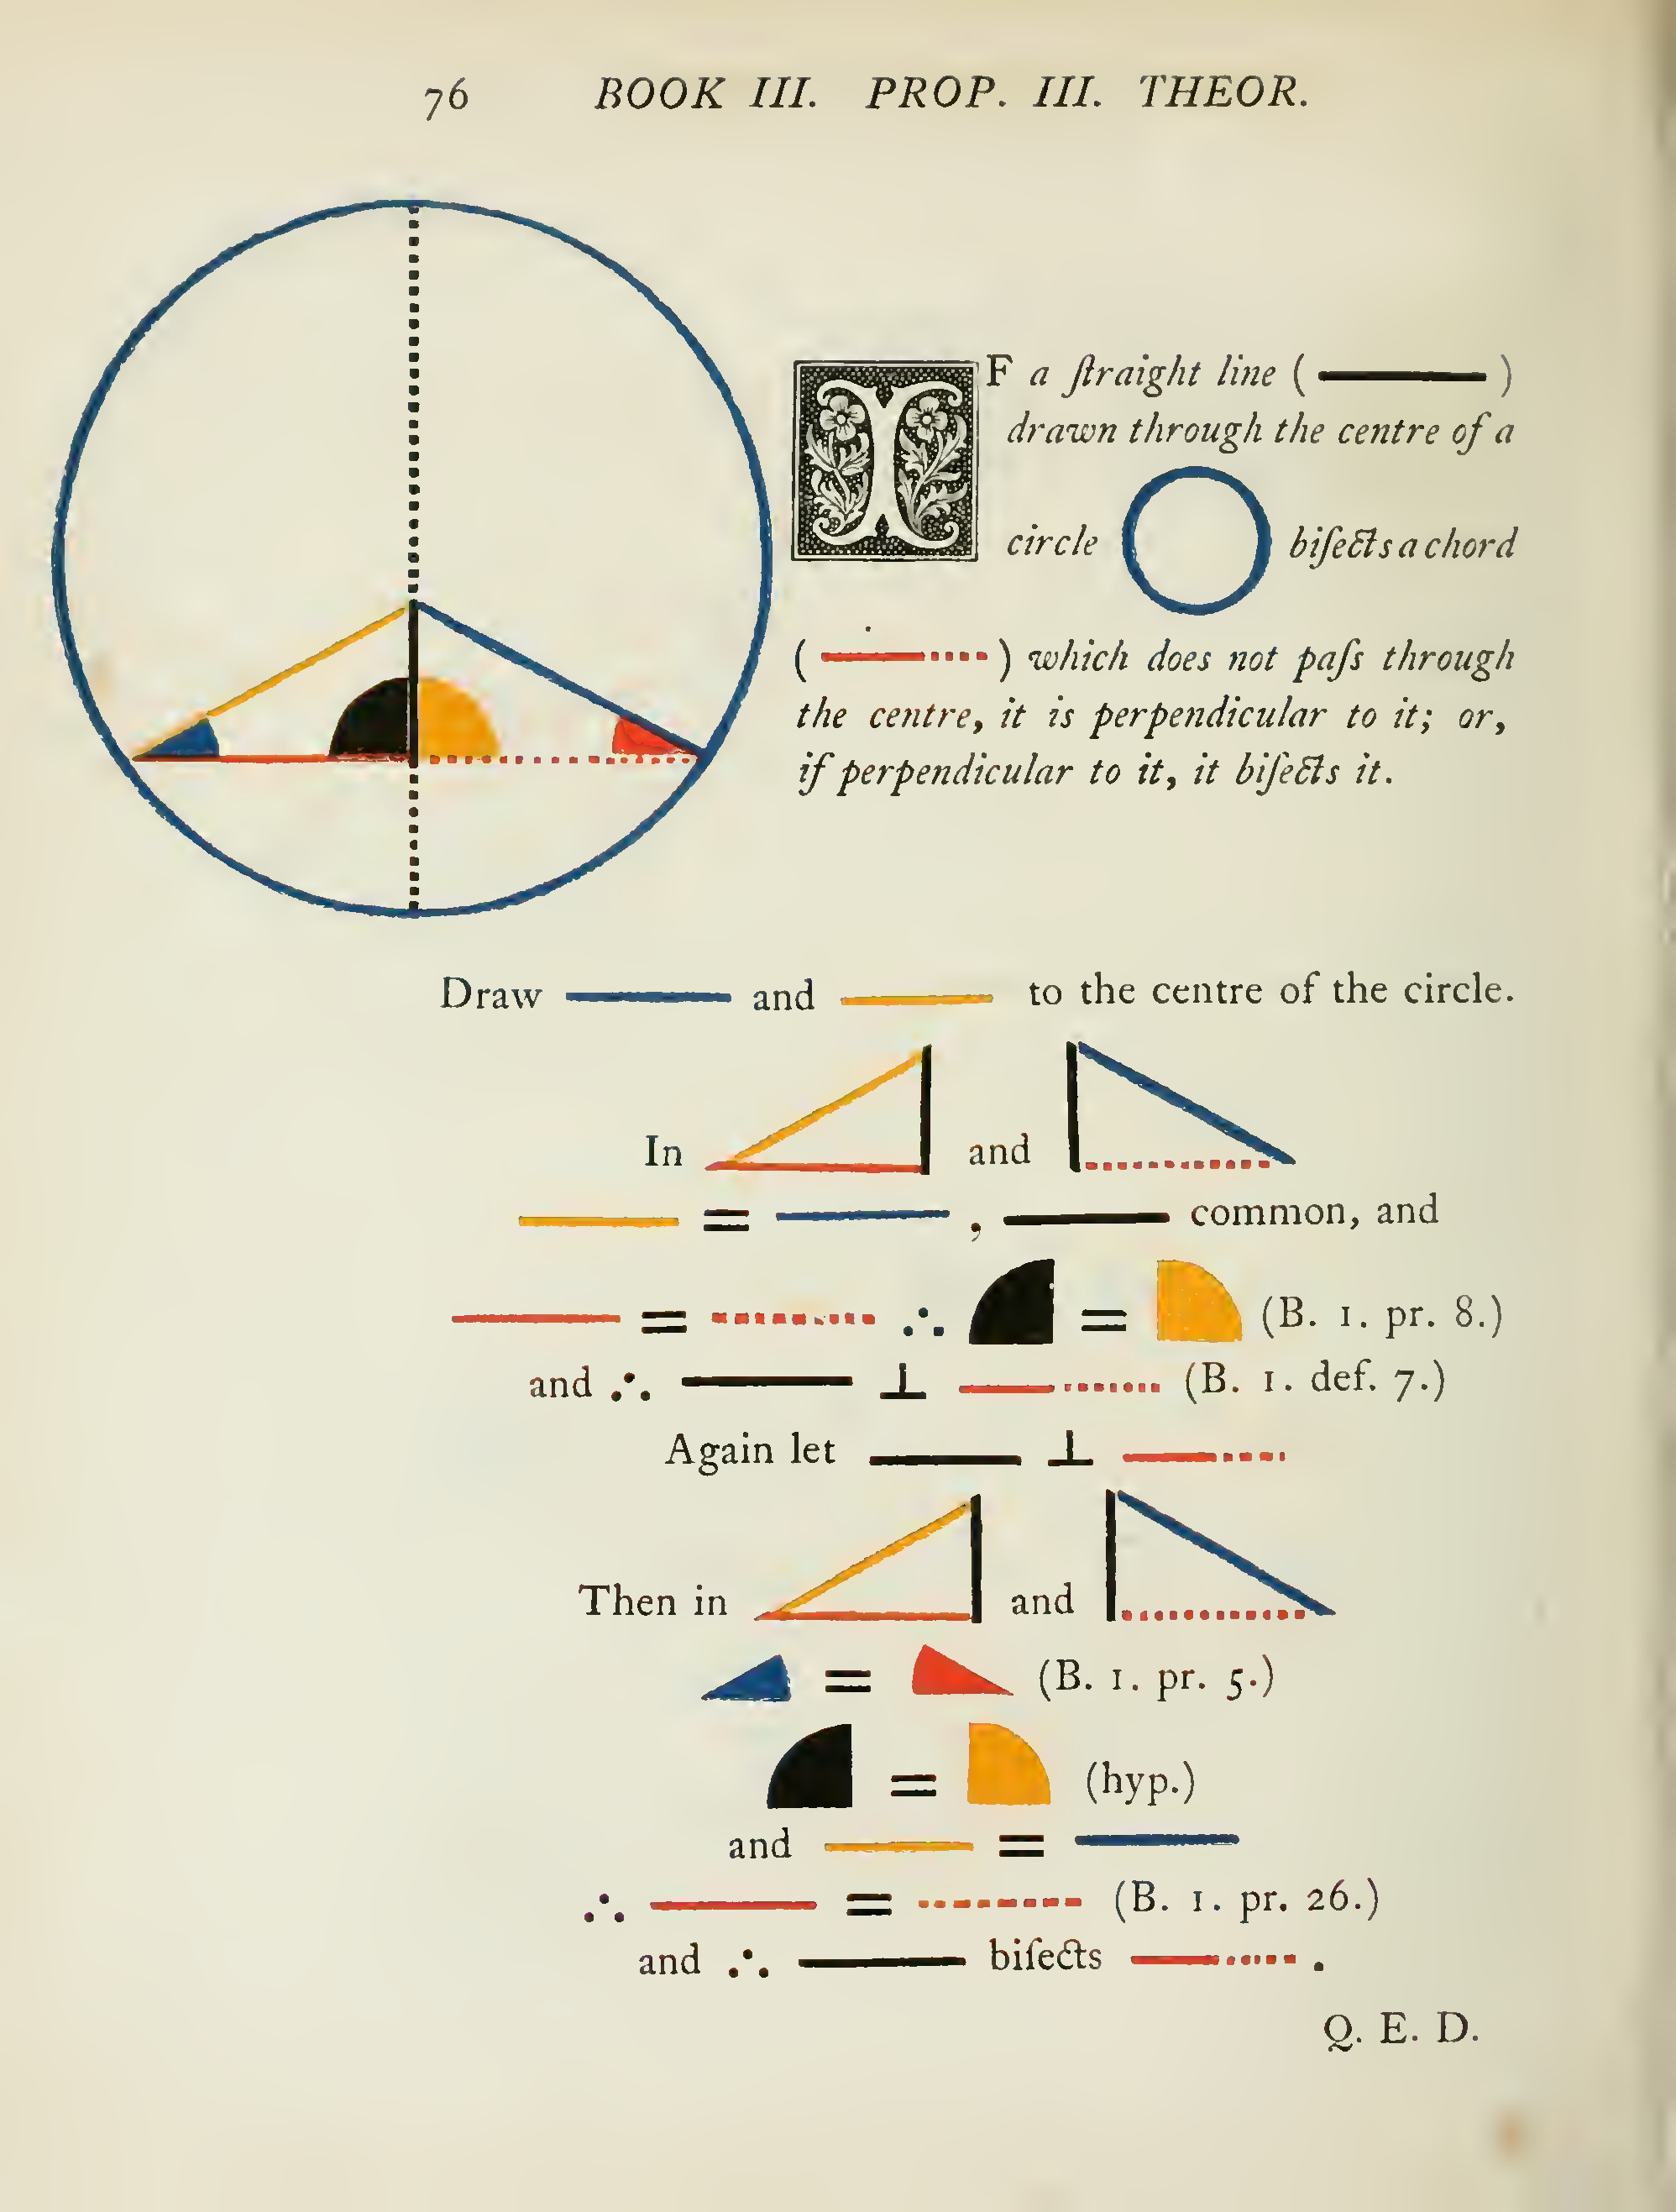 76 BOOK III. PROP. III. THEOR.
IF a ſtraight line ( )
drawn through the centre of a
circle biſects a chord
( ) which does not paſs through
the centre, it is perpendicular to it; or,
if perpendicular to it, it biſects it.
Draw and to the centre of the circle.
In and
= , common, and
= ∴ = (B. 1. pr. 8.)
and ∴ ⊥ (B. 1. def. 7.)
Again let ⊥
Then in and
= (B. 1. pr. 5.)
= (hyp.)
and =
∴ = (B. 1. pr. 26.)
and ∴ biſects .
Q. E. D.